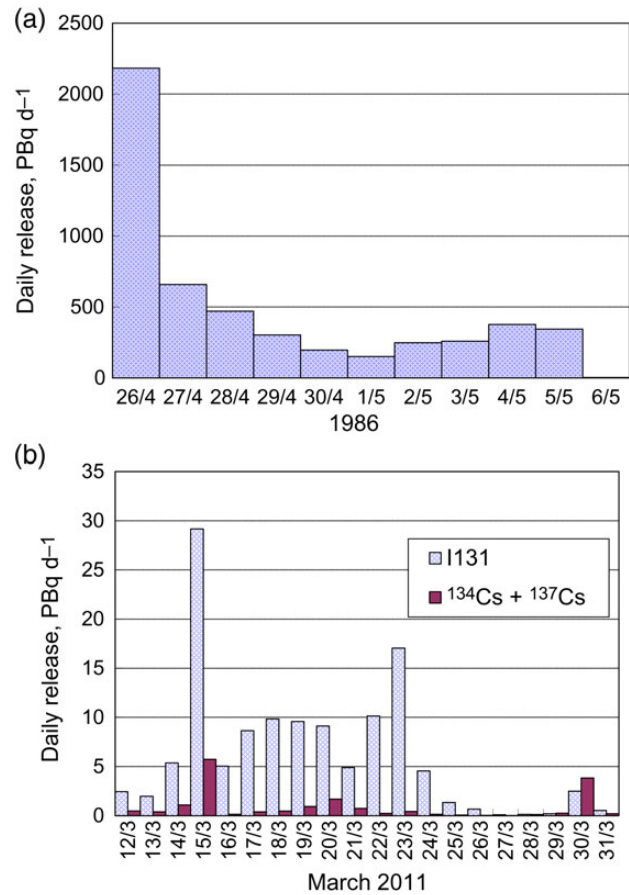 (a)
2500
2000
1500
1000
500
0
Daily release, PBq d⁻¹
26/4 27/4 28/4 29/4 30/4 1/5 2/5 3/5 4/5 5/5 6/5
1986
(b)
35
30
25
20
15
10
5
0
Daily release, PBq d⁻¹
I131
¹³⁴Cs + ¹³⁷Cs
12/3 13/3 14/3 15/3 16/3 17/3 18/3 19/3 20/3 21/3 22/3 23/3 24/3 25/3 26/3 27/3 28/3 29/3 30/3 31/3
March 2011